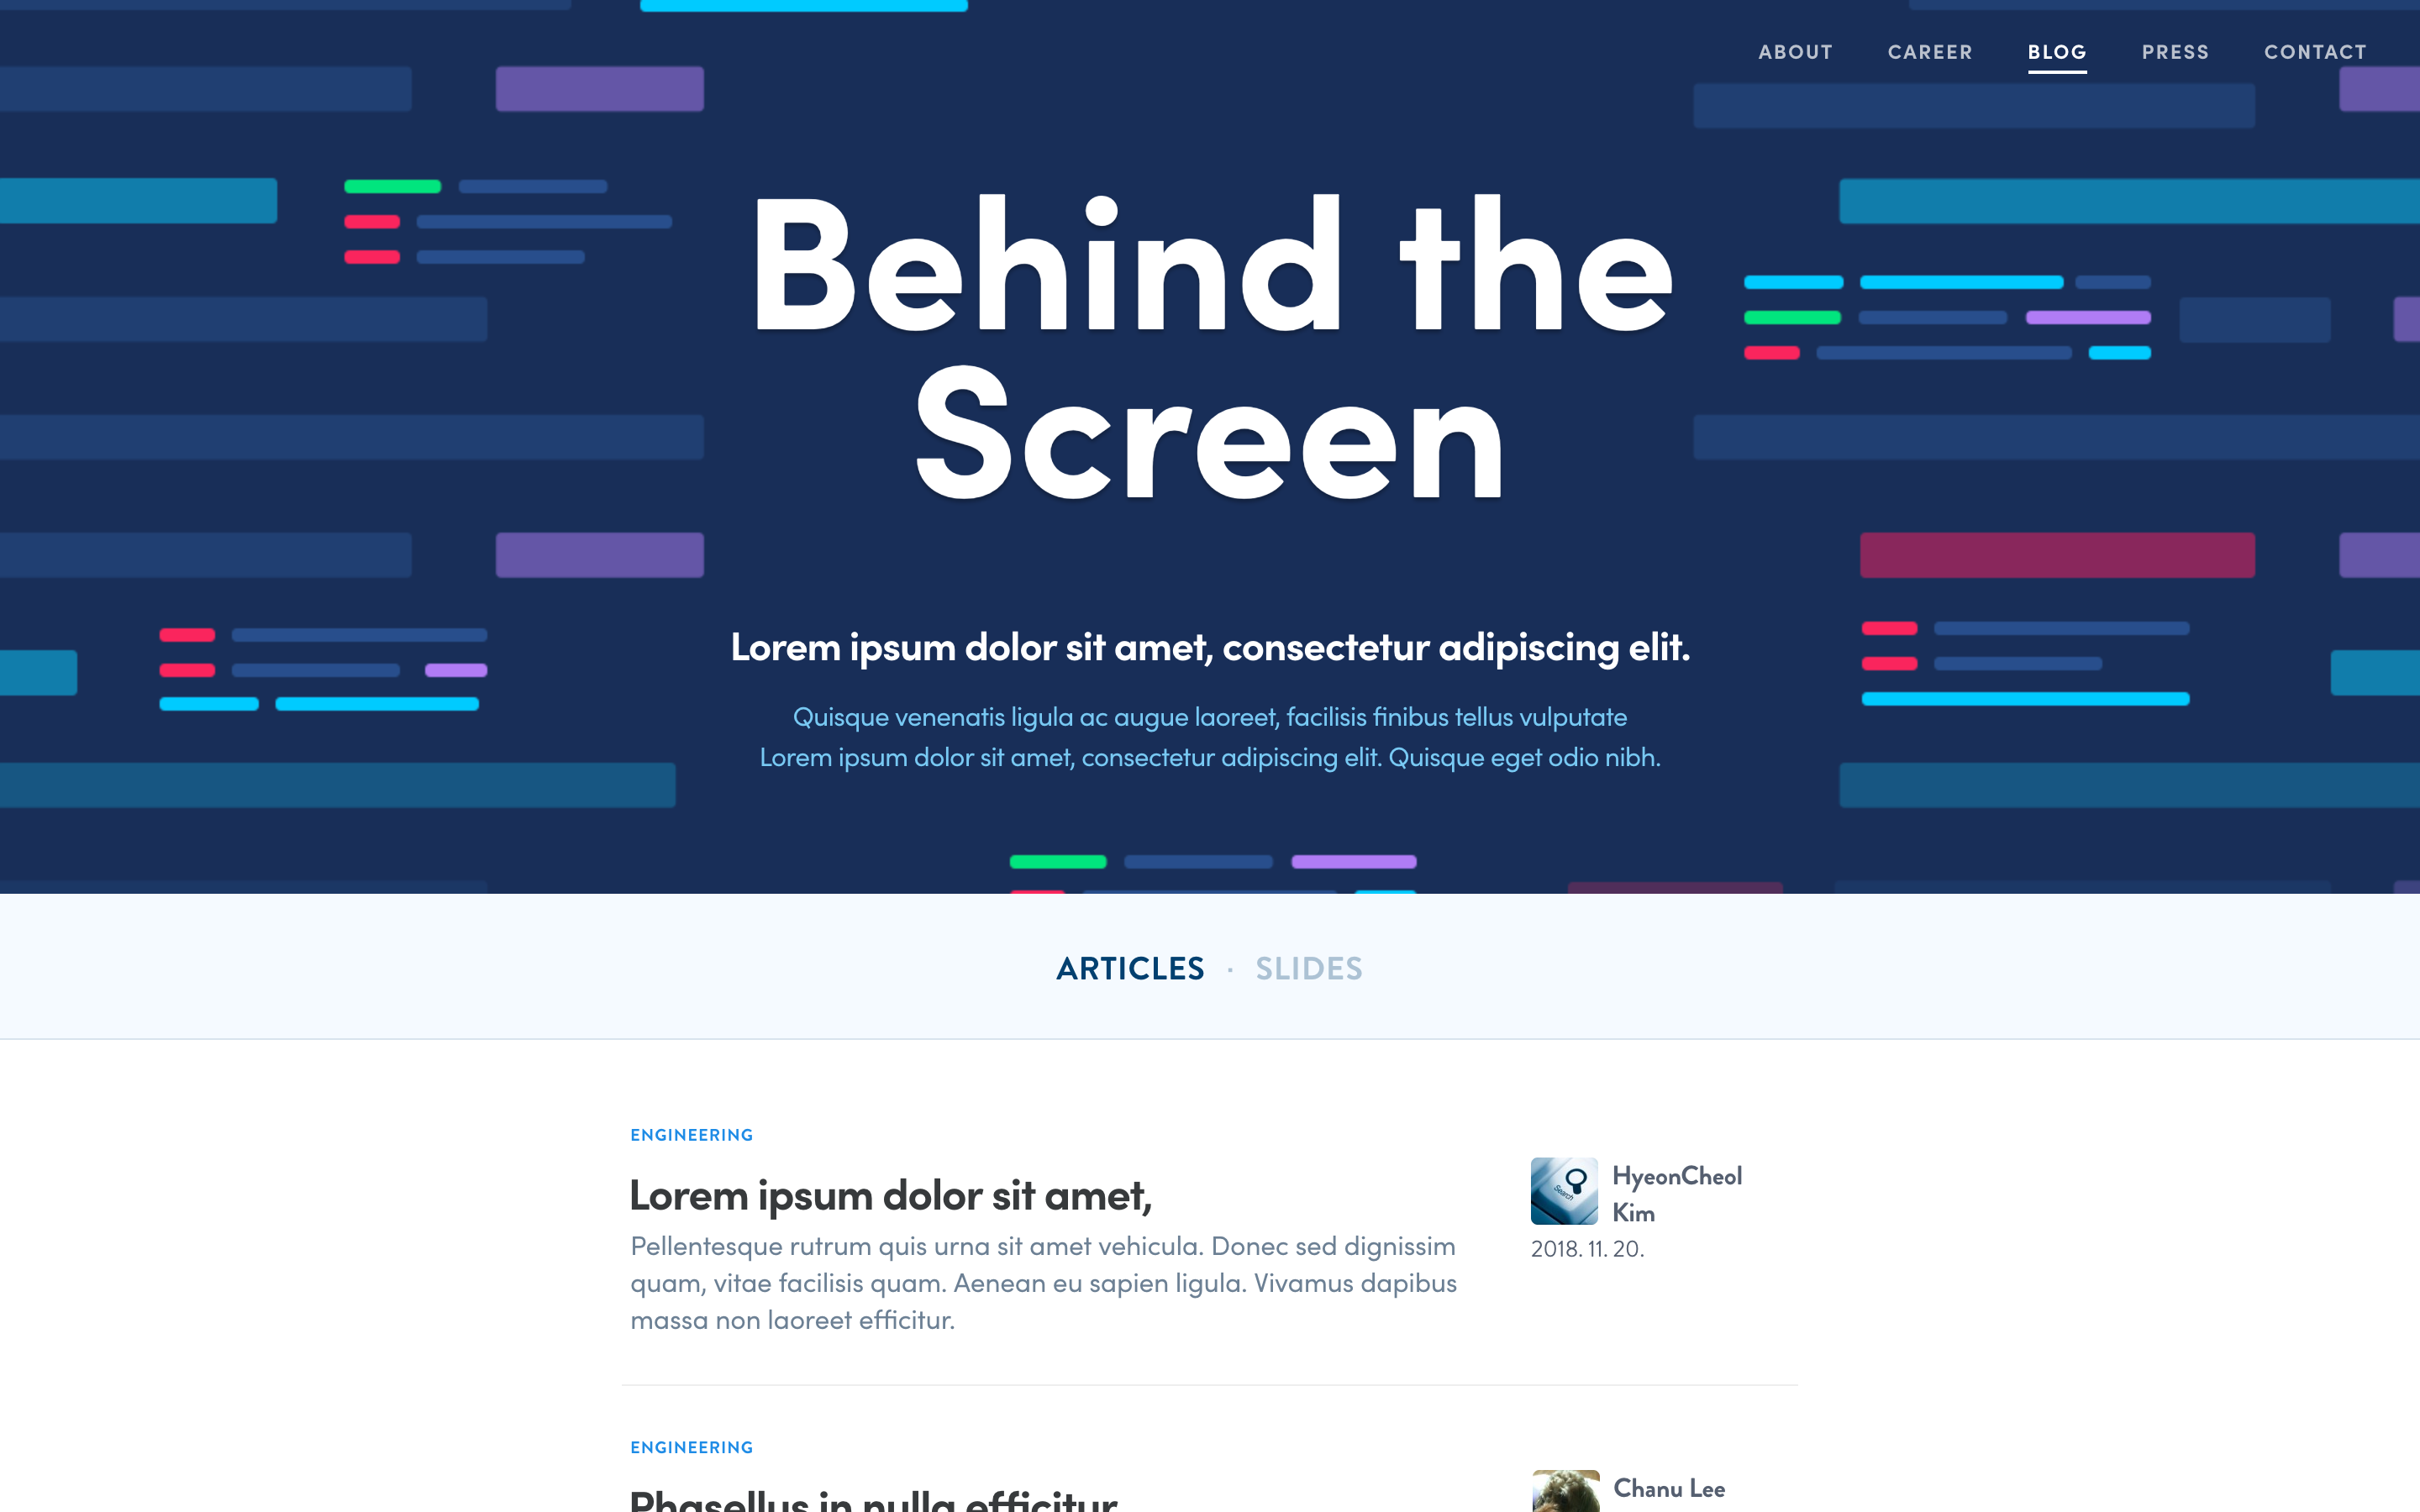 ABOUT CAREER BLOG PRESS CONTACT
Behind the
Screen
Lorem ipsum dolor sit amet, consectetur adipiscing elit.
Quisque venenatis ligula ac augue laoreet, facilisis finibus tellus vulputate
Lorem ipsum dolor sit amet, consectetur adipiscing elit. Quisque eget odio nibh.
ARTICLES · SLIDES
ENGINEERING
Lorem ipsum dolor sit amet,
Pellentesque rutrum quis urna sit amet vehicula. Donec sed dignissim
quam, vitae facilisis quam. Aenean eu sapien ligula. Vivamus dapibus
massa non laoreet efficitur.
Search
HyeonCheol
Kim
2018. 11. 20.
ENGINEERING
Phasellus in nulla efficitur
Chanu Lee